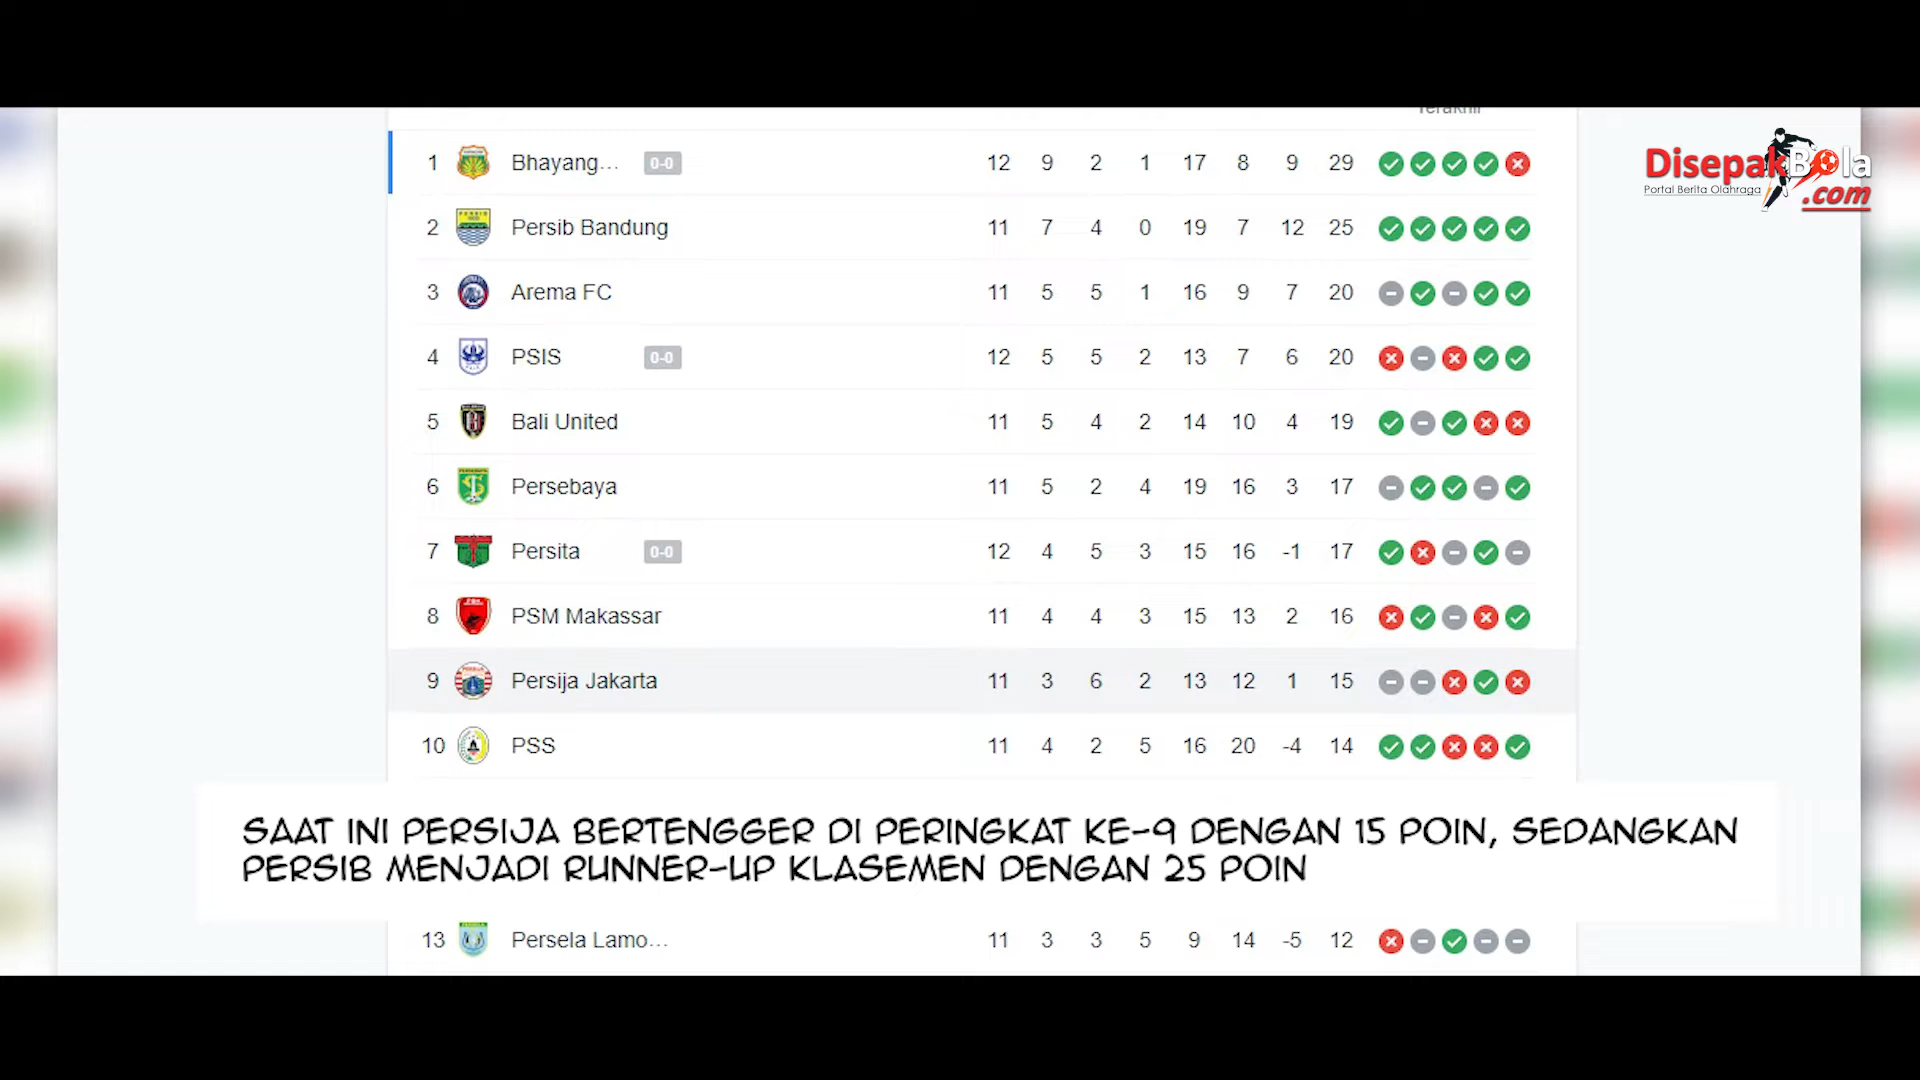 Terakhir
1 Bhayang... 0-0 12 9 2 1 17 8 9 29
2 Persib Bandung 11 7 4 0 19 7 12 25
3 Arema FC 11 5 5 1 16 9 7 20
4 PSIS 0-0 12 5 5 2 13 7 6 20
5 Bali United 11 5 4 2 14 10 4 19
6 Persebaya 11 5 2 4 19 16 3 17
7 Persita 0-0 12 4 5 3 15 16 -1 17
8 PSM Makassar 11 4 4 3 15 13 2 16
9 Persija Jakarta 11 3 6 2 13 12 1 15
10 PSS 11 4 2 5 16 20 -4 14
SAAT INI PERSIJA BERTENGGER DI PERINGKAT KE-9 DENGAN 15 POIN, SEDANGKAN
PERSIB MENJADI RUNNER-UP KLASEMEN DENGAN 25 POIN
13 Persela Lamo... 11 3 3 5 9 14 -5 12
DisepakBola
Portal Berita Olahraga
.com